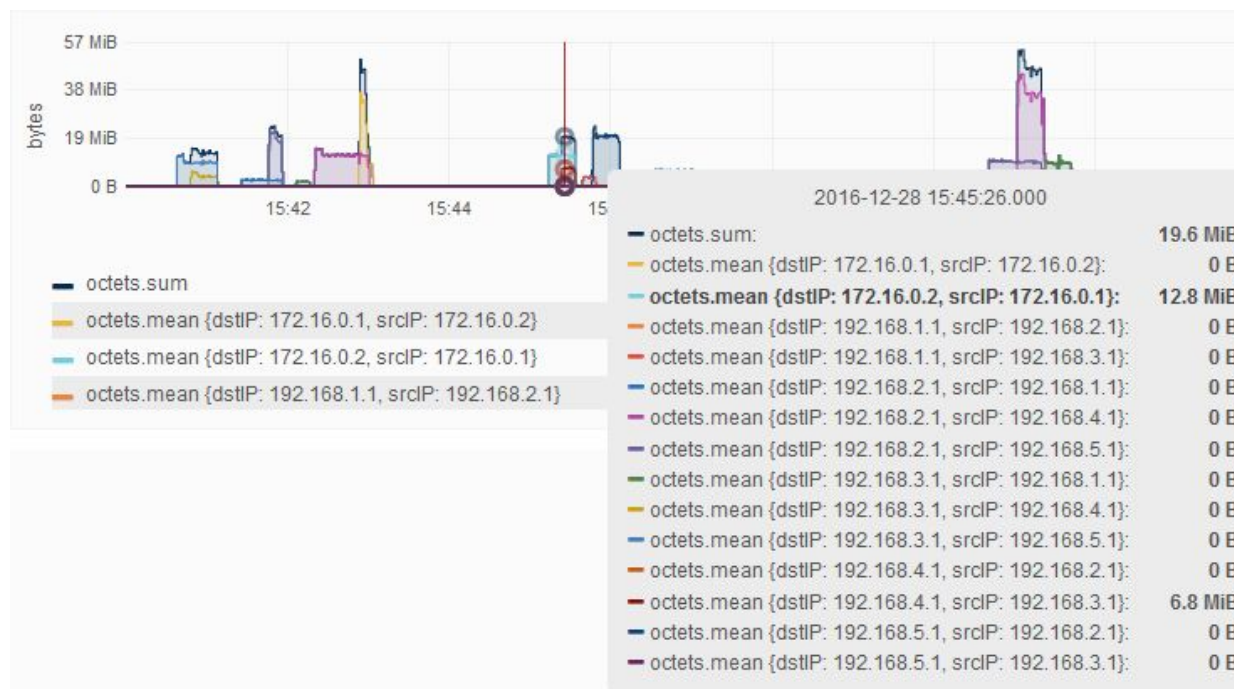 57 MiB
38 MiB
19 MiB
0 B
bytes
15:42
15:44
15
octets.sum
octets.mean {dstIP: 172.16.0.1, srcIP: 172.16.0.2}
octets.mean {dstIP: 172.16.0.2, srcIP: 172.16.0.1}
octets.mean {dstIP: 192.168.1.1, srcIP: 192.168.2.1}
2016-12-28 15:45:26.000
octets.sum: 19.6 MiB
octets.mean {dstIP: 172.16.0.1, srcIP: 172.16.0.2}: 0 B
octets.mean {dstIP: 172.16.0.2, srcIP: 172.16.0.1}: 12.8 MiB
octets.mean {dstIP: 192.168.1.1, srcIP: 192.168.2.1}: 0 B
octets.mean {dstIP: 192.168.1.1, srcIP: 192.168.3.1}: 0 B
octets.mean {dstIP: 192.168.2.1, srcIP: 192.168.1.1}: 0 B
octets.mean {dstIP: 192.168.2.1, srcIP: 192.168.4.1}: 0 B
octets.mean {dstIP: 192.168.2.1, srcIP: 192.168.5.1}: 0 B
octets.mean {dstIP: 192.168.3.1, srcIP: 192.168.1.1}: 0 B
octets.mean {dstIP: 192.168.3.1, srcIP: 192.168.4.1}: 0 B
octets.mean {dstIP: 192.168.3.1, srcIP: 192.168.5.1}: 0 B
octets.mean {dstIP: 192.168.4.1, srcIP: 192.168.2.1}: 0 B
octets.mean {dstIP: 192.168.4.1, srcIP: 192.168.3.1}: 6.8 MiB
octets.mean {dstIP: 192.168.5.1, srcIP: 192.168.2.1}: 0 B
octets.mean {dstIP: 192.168.5.1, srcIP: 192.168.3.1}: 0 B